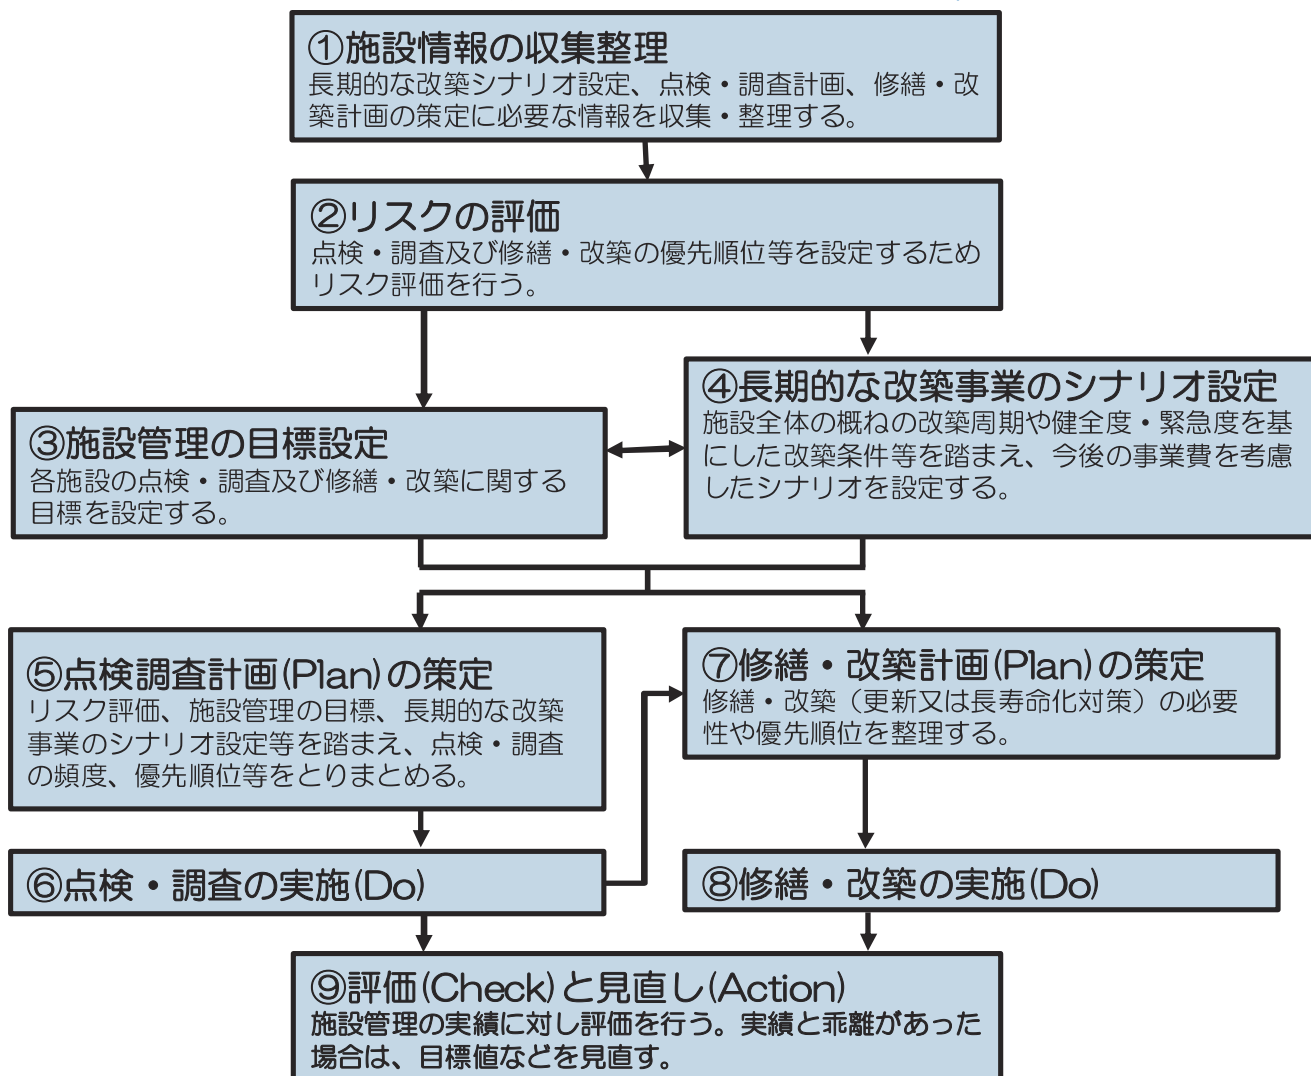 ①施設情報の収集整理
長期的な改築シナリオ設定、点検・調査計画、修繕・改
築計画の策定に必要な情報を収集・整理する。
②リスクの評価
点検・調査及び修繕・改築の優先順位等を設定するため
リスク評価を行う。
③施設管理の目標設定
各施設の点検・調査及び修繕・改築に関する
目標を設定する。
④長期的な改築事業のシナリオ設定
施設全体の概ねの改築周期や健全度・緊急度を基
にした改築条件等を踏まえ、今後の事業費を考慮
したシナリオを設定する。
⑤点検調査計画(Plan)の策定
リスク評価、施設管理の目標、長期的な改築
事業のシナリオ設定等を踏まえ、点検・調査
の頻度、優先順位等をとりまとめる。
⑥点検・調査の実施(Do)
⑦修繕・改築計画(Plan)の策定
修繕・改築（更新又は長寿命化対策）の必要
性や優先順位を整理する。
⑧修繕・改築の実施(Do)
⑨評価(Check)と見直し(Action)
施設管理の実績に対し評価を行う。実績と乖離があった
場合は、目標値などを見直す。